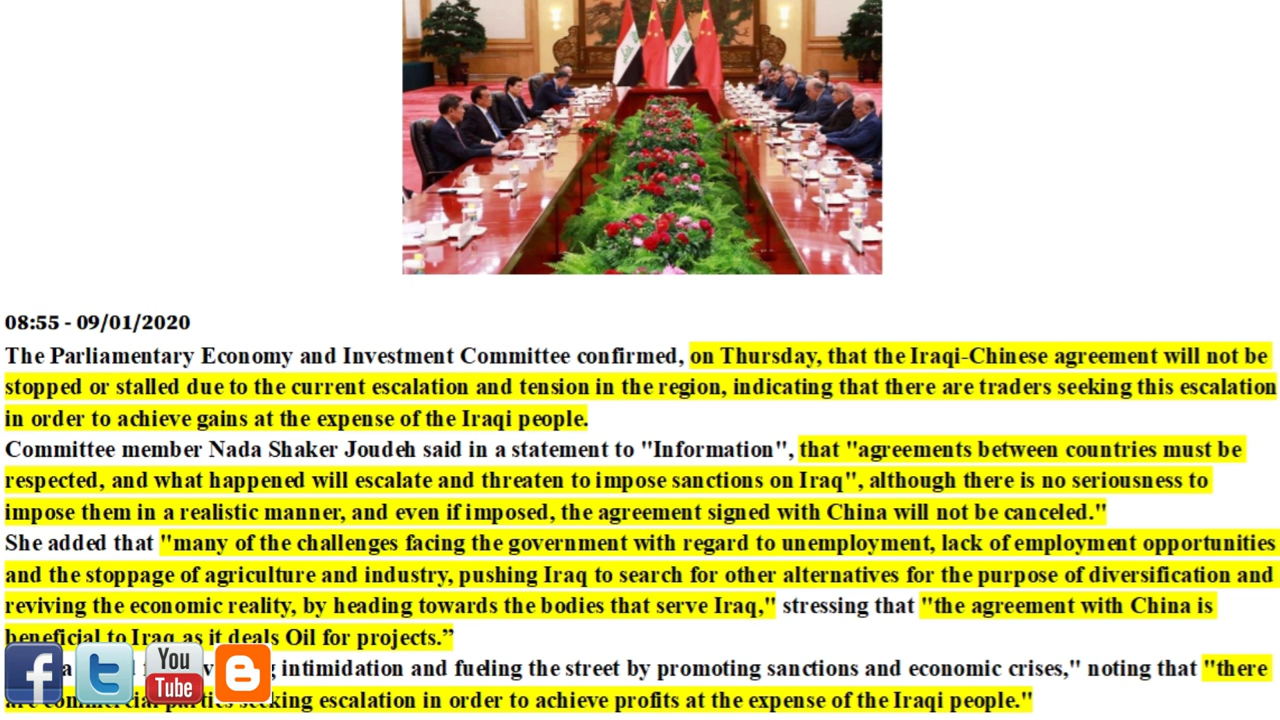 08:55 - 09/01/2020
The Parliamentary Economy and Investment Committee confirmed, on Thursday, that the Iraqi-Chinese agreement will not be
stopped or stalled due to the current escalation and tension in the region, indicating that there are traders seeking this escalation
in order to achieve gains at the expense of the Iraqi people.
Committee member Nada Shaker Joudeh said in a statement to "Information", that "agreements between countries must be
respected, and what happened will escalate and threaten to impose sanctions on Iraq", although there is no seriousness to
impose them in a realistic manner, and even if imposed, the agreement signed with China will not be canceled."
She added that "many of the challenges facing the government with regard to unemployment, lack of employment opportunities
and the stoppage of agriculture and industry, pushing Iraq to search for other alternatives for the purpose of diversification and
reviving the economic reality, by heading towards the bodies that serve Iraq," stressing that "the agreement with China is
beneficial to Iraq as it deals Oil for projects.”
intimidation and fueling the street by promoting sanctions and economic crises," noting that "there
are commercial parties seeking escalation in order to achieve profits at the expense of the Iraqi people."
You
Tube